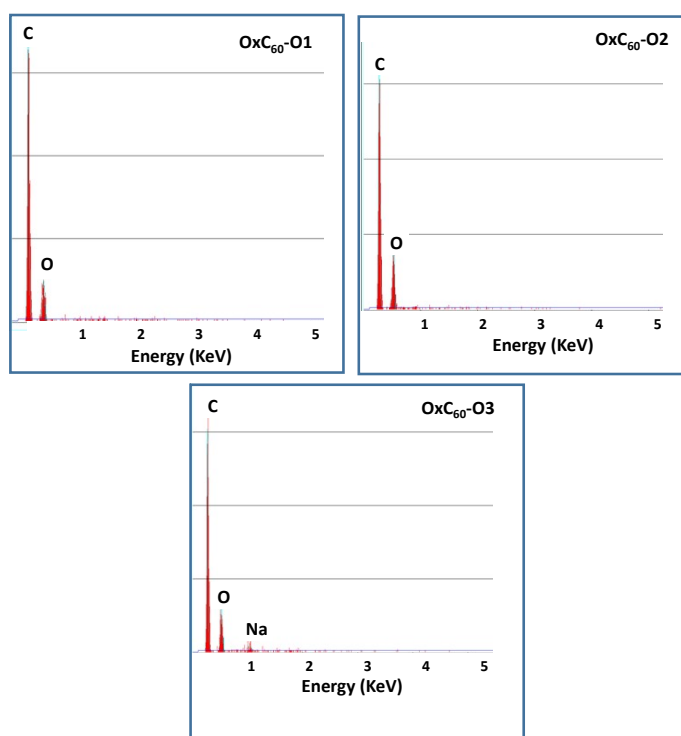 C
OxC₆₀-O1
O
1 2 3 4 5
Energy (KeV)
C
OxC₆₀-O2
O
1 2 3 4 5
Energy (KeV)
C
OxC₆₀-O3
O
Na
1 2 3 4 5
Energy (KeV)